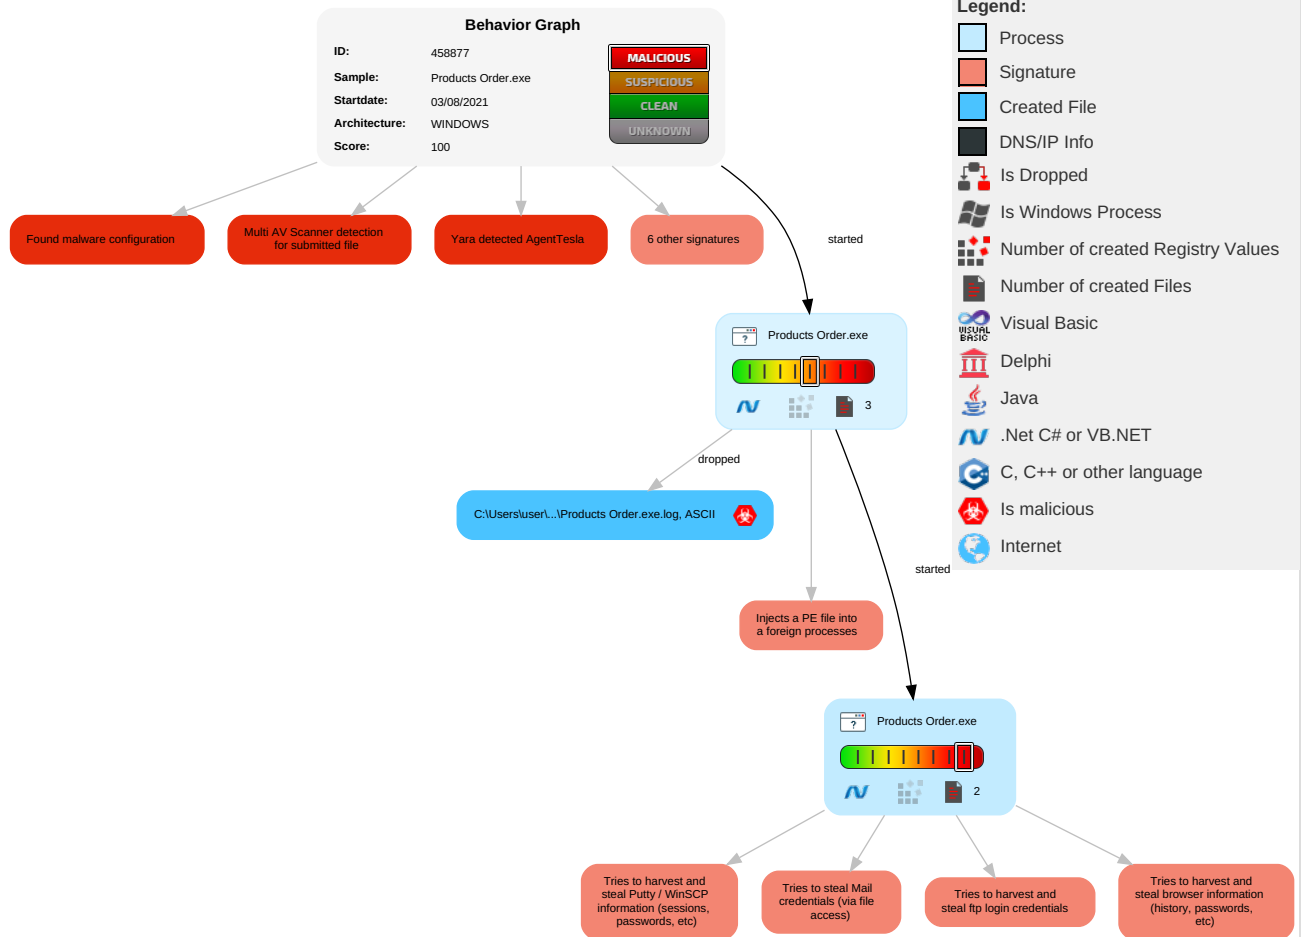 Behavior Graph
ID:
458877
Sample:
Products Order.exe
Startdate:
03/08/2021
Architecture:
WINDOWS
Score:
100
MALICIOUS
SUSPICIOUS
CLEAN
UNKNOWN
Legend:
Process
Signature
Created File
DNS/IP Info
Is Dropped
Is Windows Process
Number of created Registry Values
Number of created Files
VISUAL
BASIC
Visual Basic
Delphi
Java
.Net C# or VB.NET
C, C++ or other language
Is malicious
Internet
Found malware configuration
Multi AV Scanner detection
for submitted file
Yara detected AgentTesla
6 other signatures
started
?
Products Order.exe
3
dropped
C:\Users\user\...\Products Order.exe.log, ASCII
started
Injects a PE file into
a foreign processes
?
Products Order.exe
2
Tries to harvest and
steal Putty / WinSCP
information (sessions,
passwords, etc)
Tries to steal Mail
credentials (via file
access)
Tries to harvest and
steal ftp login credentials
Tries to harvest and
steal browser information
(history, passwords,
etc)